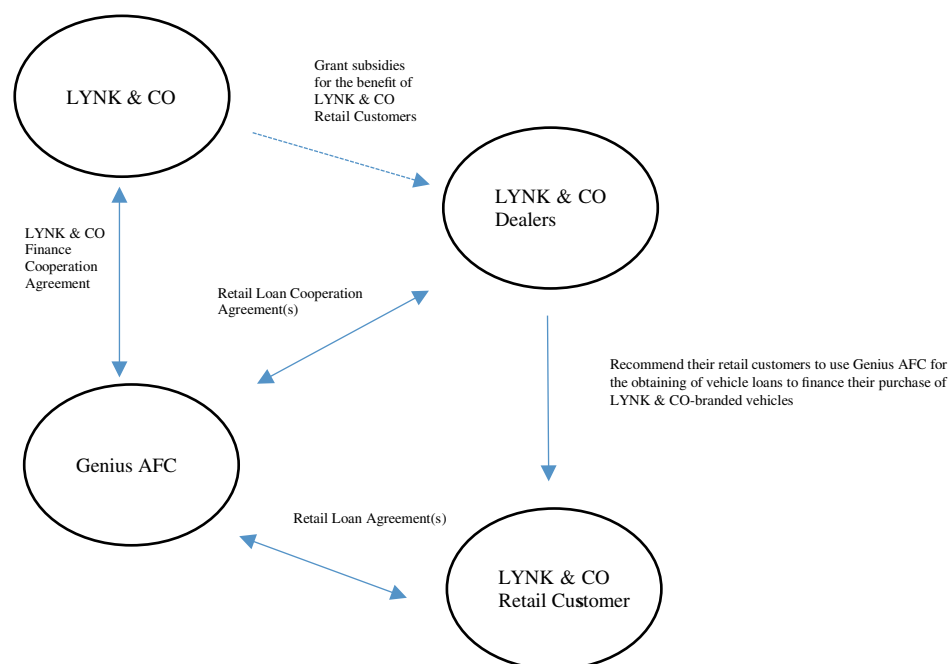 LYNK & CO
Grant subsidies
for the benefit of
LYNK & CO
Retail Customers
LYNK & CO
Dealers
LYNK & CO
Finance
Cooperation
Agreement
Retail Loan Cooperation
Agreement(s)
Recommend their retail customers to use Genius AFC for
the obtaining of vehicle loans to finance their purchase of
LYNK & CO-branded vehicles
Genius AFC
Retail Loan Agreement(s)
LYNK & CO
Retail Customer